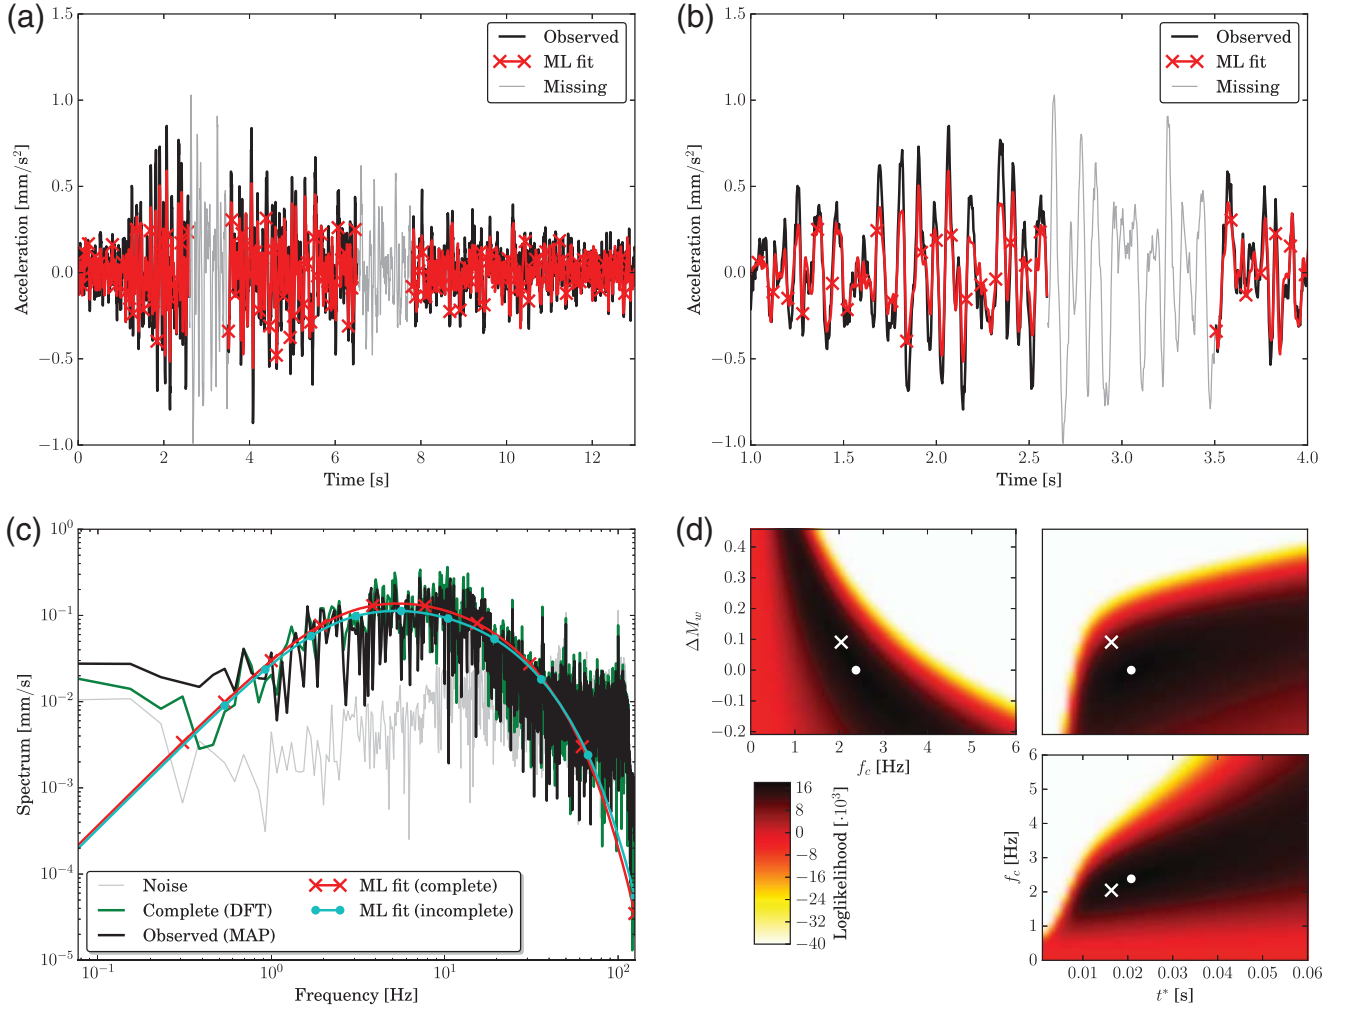 (a)
1.5
1.0
0.5
0.0
−0.5
−1.0
Acceleration [mm/s²]
Observed
ML fit
Missing
0 2 4 6 8 10 12
Time [s]
(b)
1.5
1.0
0.5
0.0
−0.5
−1.0
Acceleration [mm/s²]
Observed
ML fit
Missing
1.0 1.5 2.0 2.5 3.0 3.5 4.0
Time [s]
(c)
10⁰
10⁻¹
10⁻²
10⁻³
10⁻⁴
10⁻⁵
Spectrum [mm/s]
Noise
Complete (DFT)
Observed (MAP)
ML fit (complete)
ML fit (incomplete)
10⁻¹ 10⁰ 10¹ 10²
Frequency [Hz]
(d)
0.4
0.3
0.2
0.1
0.0
−0.1
−0.2
ΔM_w
0 1 2 3 4 5 6
f_c [Hz]
16
8
0
−8
−16
−24
−32
−40
Loglikelihood [·10³]
6
5
4
3
2
1
0
f_c [Hz]
0.01 0.02 0.03 0.04 0.05 0.06
t* [s]